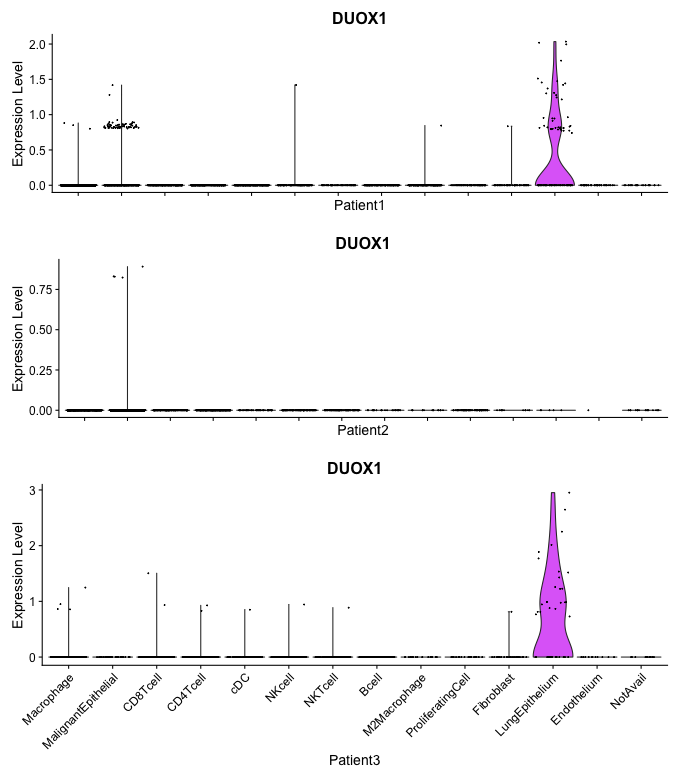 DUOX1
Expression Level
2.0
1.5
1.0
0.5
0.0
Patient1
DUOX1
Expression Level
0.75
0.50
0.25
0.00
Patient2
DUOX1
Expression Level
3
2
1
0
Macrophage
MalignantEpithelial
CD8Tcell
CD4Tcell
cDC
NKcell
NKTcell
Bcell
M2Macrophage
ProliferatingCell
Fibroblast
LungEpithelium
Endothelium
NotAvail
Patient3